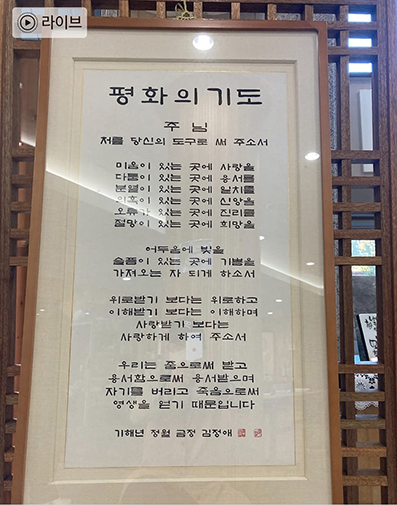 라이브
평화의기도
주님
저를 당신의 도구로 써 주소서
미움이 있는 곳에 사랑을
다툼이 있는 곳에 용서를
분열이 있는 곳에 일치를
의혹이 있는 곳에 신앙을
오류가 있는 곳에 진리를
절망이 있는 곳에 희망을
어두움에 빛을
슬픔이 있는 곳에 기쁨을
가져오는 자 되게 하소서
위로받기 보다는 위로하고
이해받기 보다는 이해하며
사랑받기 보다는
사랑하게 하여 주소서
우리는 줌으로써 받고
용서함으로써 용서받으며
자기를 버리고 죽음으로써
영생을 얻기 때문입니다
기해년 정월 금정 김정애